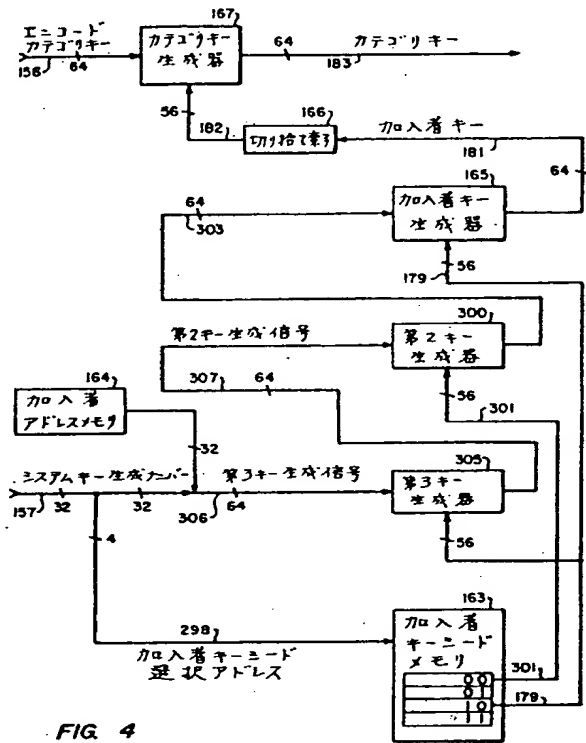 167
エニコード
カテゴリキー
156
64
カテゴリキー
生成器
64
カテゴリキー
183
56
182
166
切り捨て素子
加入者キー
181
165
64
64
303
加入者キー
生成器
179
56
300
第2キー生成信号
307
64
第2キー
生成器
164
加入者
アドレスメモリ
56
301
32
305
システムキー生成ナンバー
第3キー生成信号
157
32
32
306
64
第3キー
生成器
4
56
163
298
加入者キーシード
選択アドレス
加入者
キーシード
メモリ
00
01
10
11
301
179
FIG. 4